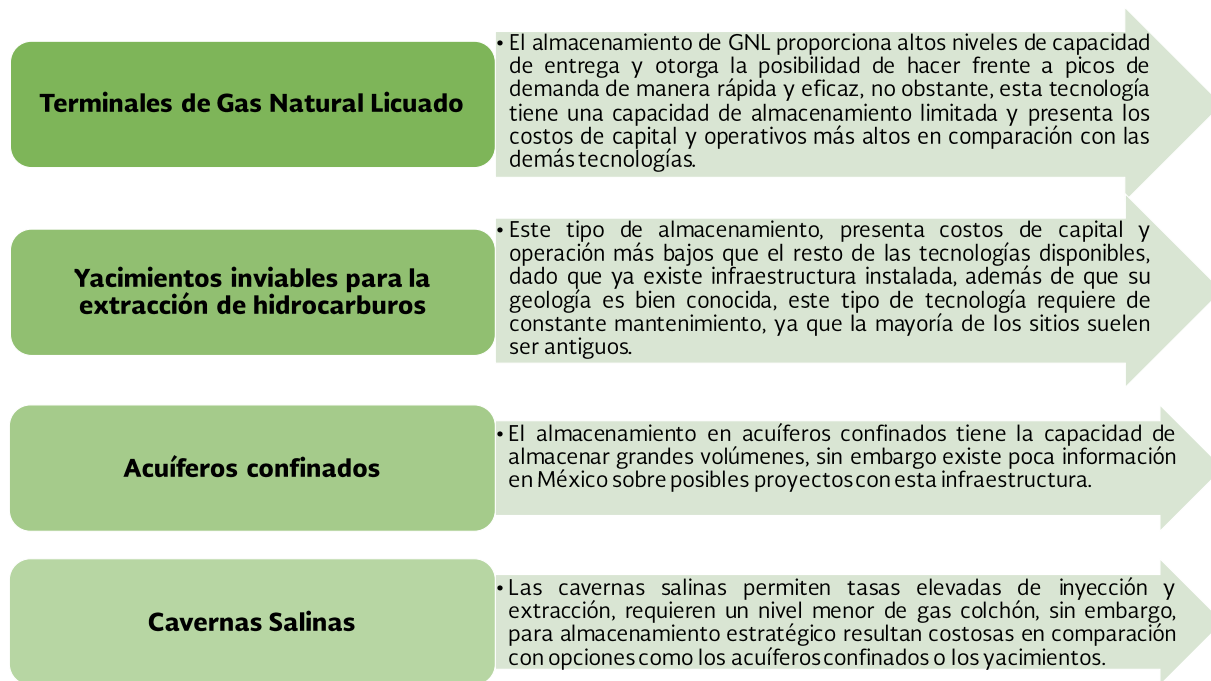 Terminales de Gas Natural Licuado
• El almacenamiento de GNL proporciona altos niveles de capacidad
de entrega y otorga la posibilidad de hacer frente a picos de
demanda de manera rápida y eficaz, no obstante, esta tecnología
tiene una capacidad de almacenamiento limitada y presenta los
costos de capital y operativos más altos en comparación con las
demás tecnologías.
Yacimientos inviables para la
extracción de hidrocarburos
• Este tipo de almacenamiento, presenta costos de capital y
operación más bajos que el resto de las tecnologías disponibles,
dado que ya existe infraestructura instalada, además de que su
geología es bien conocida, este tipo de tecnología requiere de
constante mantenimiento, ya que la mayoría de los sitios suelen
ser antiguos.
Acuíferos confinados
• El almacenamiento en acuíferos confinados tiene la capacidad de
almacenar grandes volúmenes, sin embargo existe poca información
en México sobre posibles proyectos con esta infraestructura.
Cavernas Salinas
• Las cavernas salinas permiten tasas elevadas de inyección y
extracción, requieren un nivel menor de gas colchón, sin embargo,
para almacenamiento estratégico resultan costosas en comparación
con opciones como los acuíferos confinados o los yacimientos.